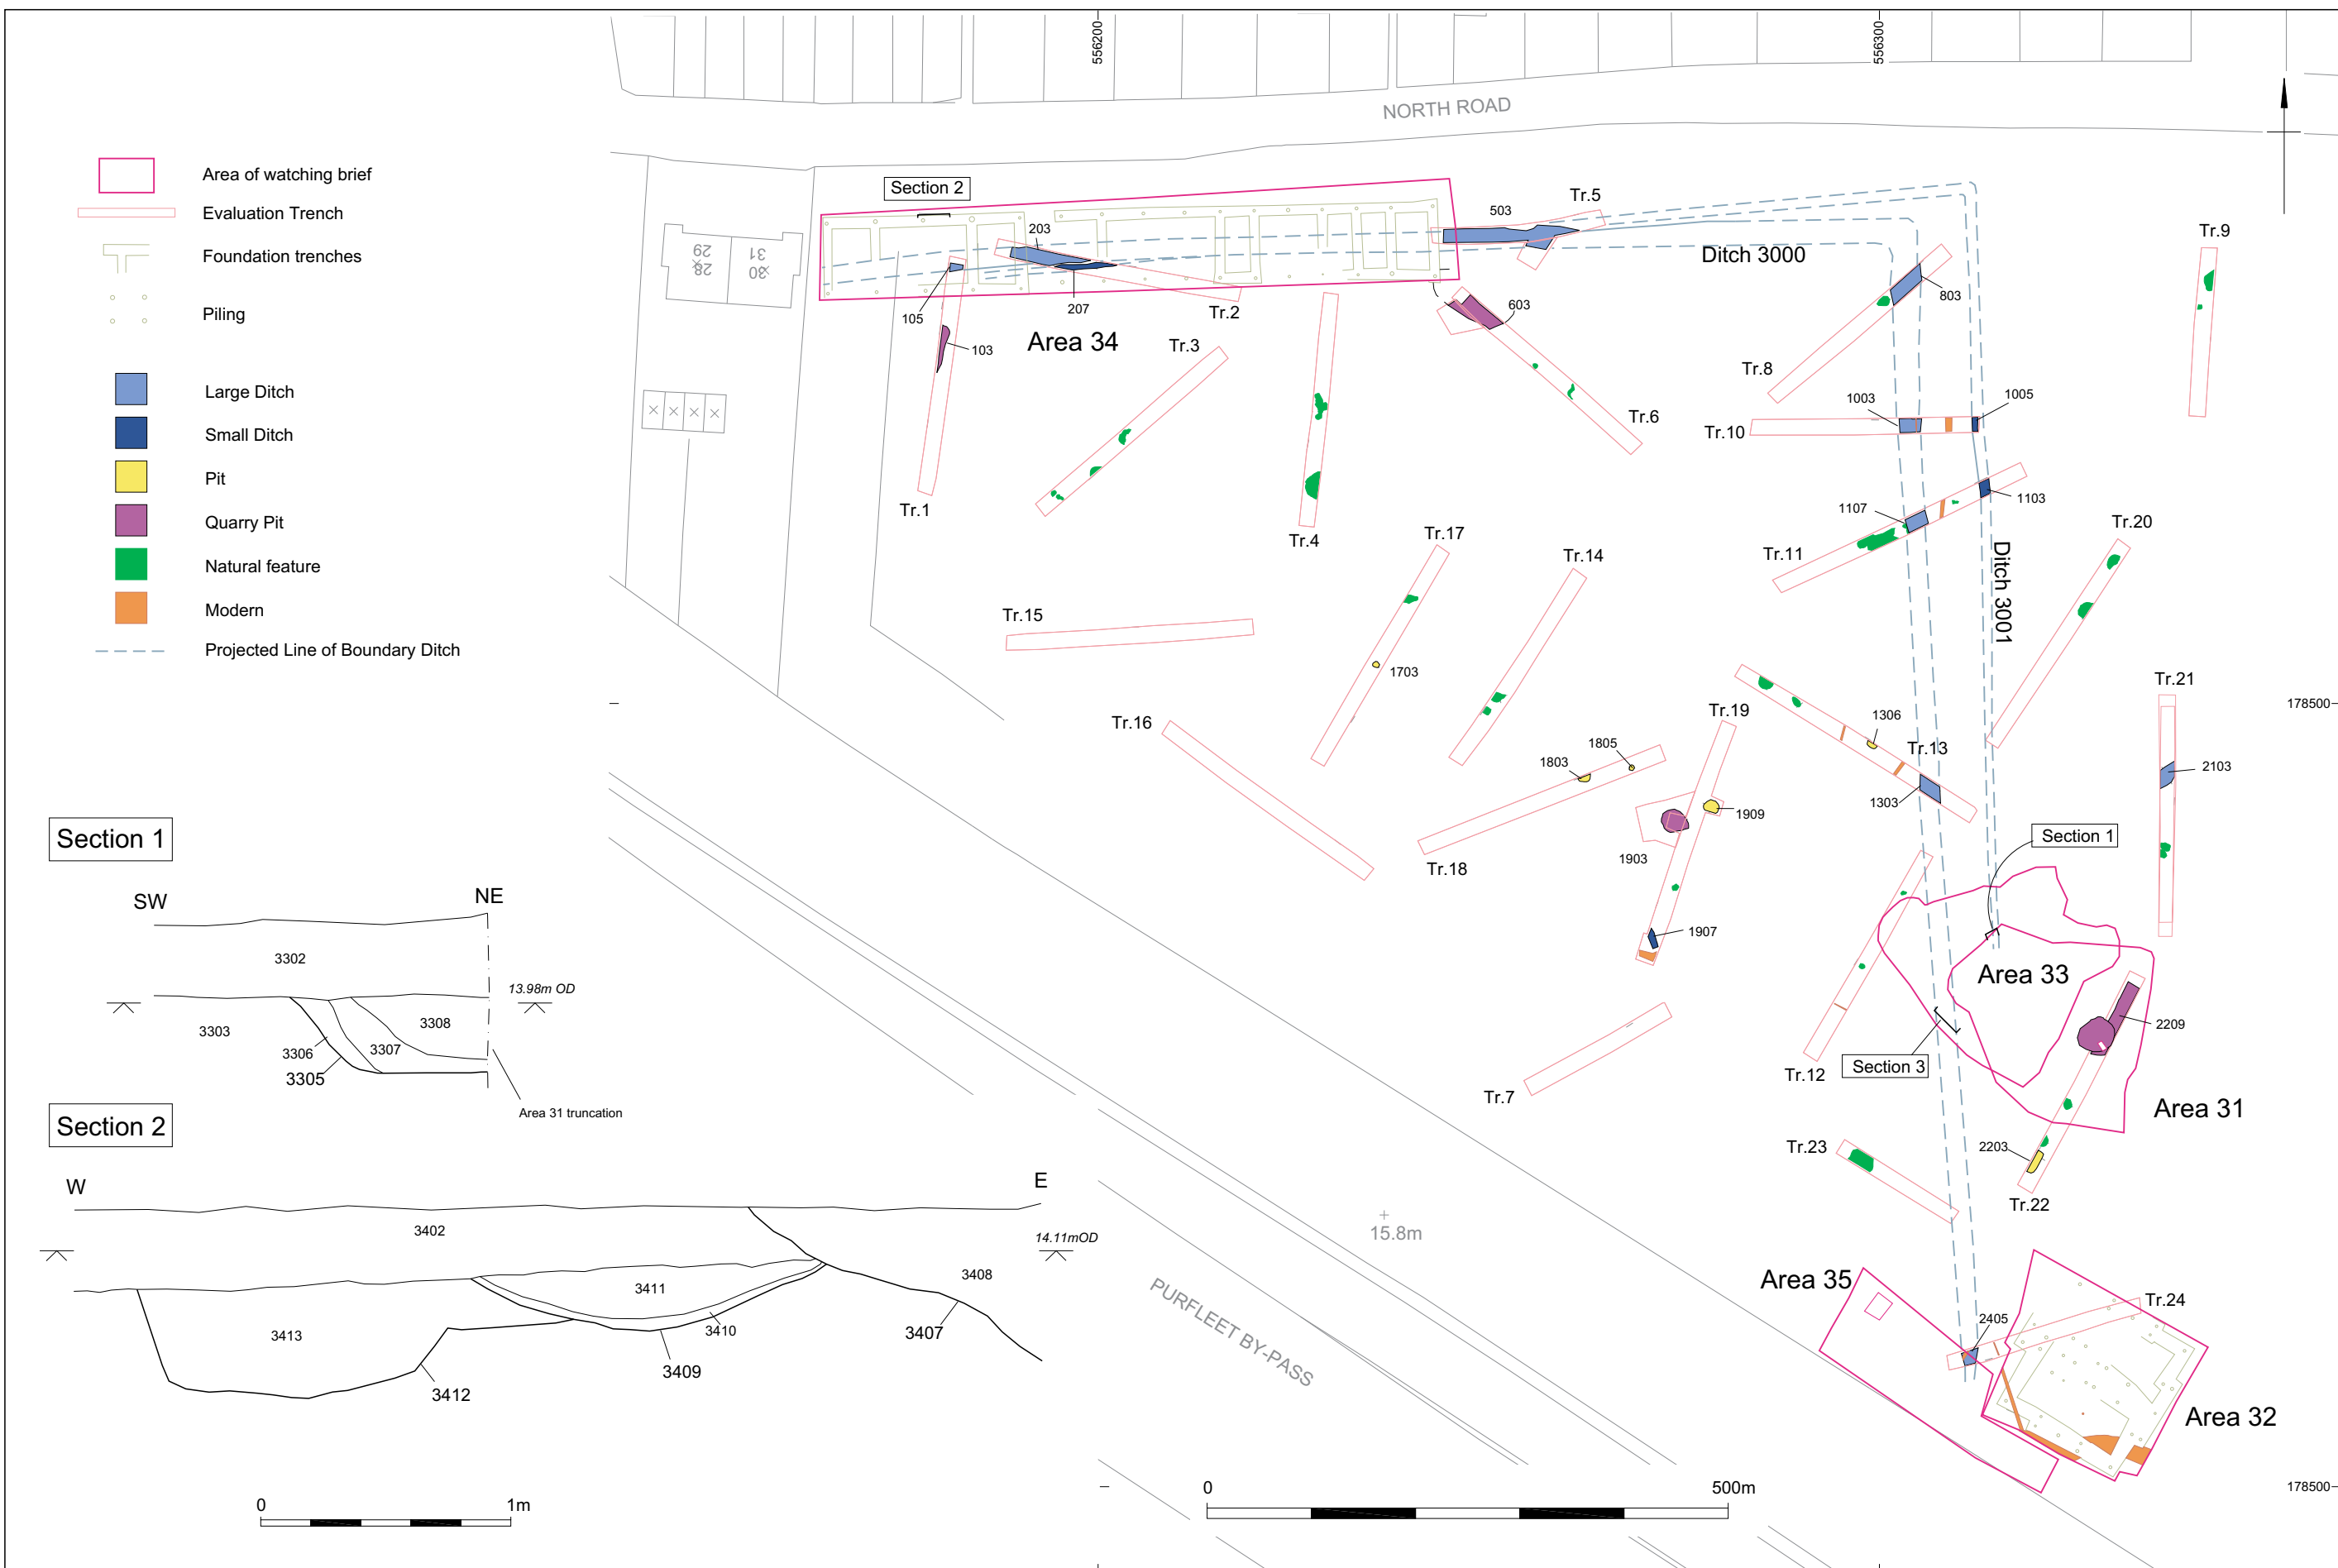 556200
556300
NORTH ROAD
Area of watching brief
Evaluation Trench
Foundation trenches
Piling
Large Ditch
Small Ditch
Pit
Quarry Pit
Natural feature
Modern
Projected Line of Boundary Ditch
Section 2
29
28
31
30
203
105
207
103
Area 34
Tr.1
Tr.2
Tr.3
Tr.4
503
Tr.5
603
Tr.6
Ditch 3000
803
Tr.8
Tr.9
1003
1005
Tr.10
1107
1103
Tr.11
Ditch 3001
Tr.20
Tr.17
1703
Tr.14
Tr.15
Tr.16
178500
Tr.21
2103
Tr.19
1805
1803
Tr.18
1909
1903
1907
1306
Tr.13
1303
Section 1
Area 33
2209
Section 3
Tr.12
Area 31
Tr.7
Tr.23
2203
Tr.22
15.8m
PURFLEET BY-PASS
Area 35
Tr.24
2405
Area 32
178500
Section 1
SW
NE
3302
13.98m OD
3303
3308
3306
3307
3305
Area 31 truncation
Section 2
W
E
3402
14.11mOD
3408
3411
3413
3410
3407
3409
3412
0
1m
0
500m